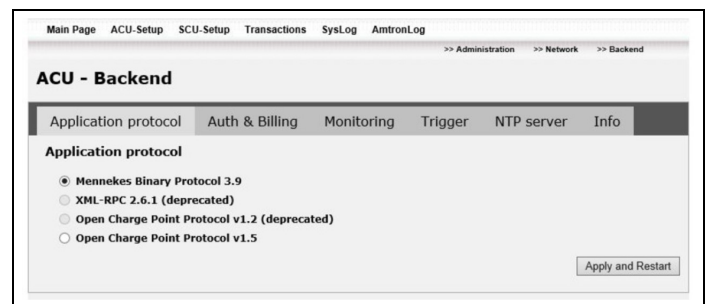 Main Page ACU-Setup SCU-Setup Transactions SysLog AmtronLog
>> Administration >> Network >> Backend
ACU - Backend
Application protocol Auth & Billing Monitoring Trigger NTP server Info
Application protocol
Mennekes Binary Protocol 3.9
XML-RPC 2.6.1 (deprecated)
Open Charge Point Protocol v1.2 (deprecated)
Open Charge Point Protocol v1.5
Apply and Restart